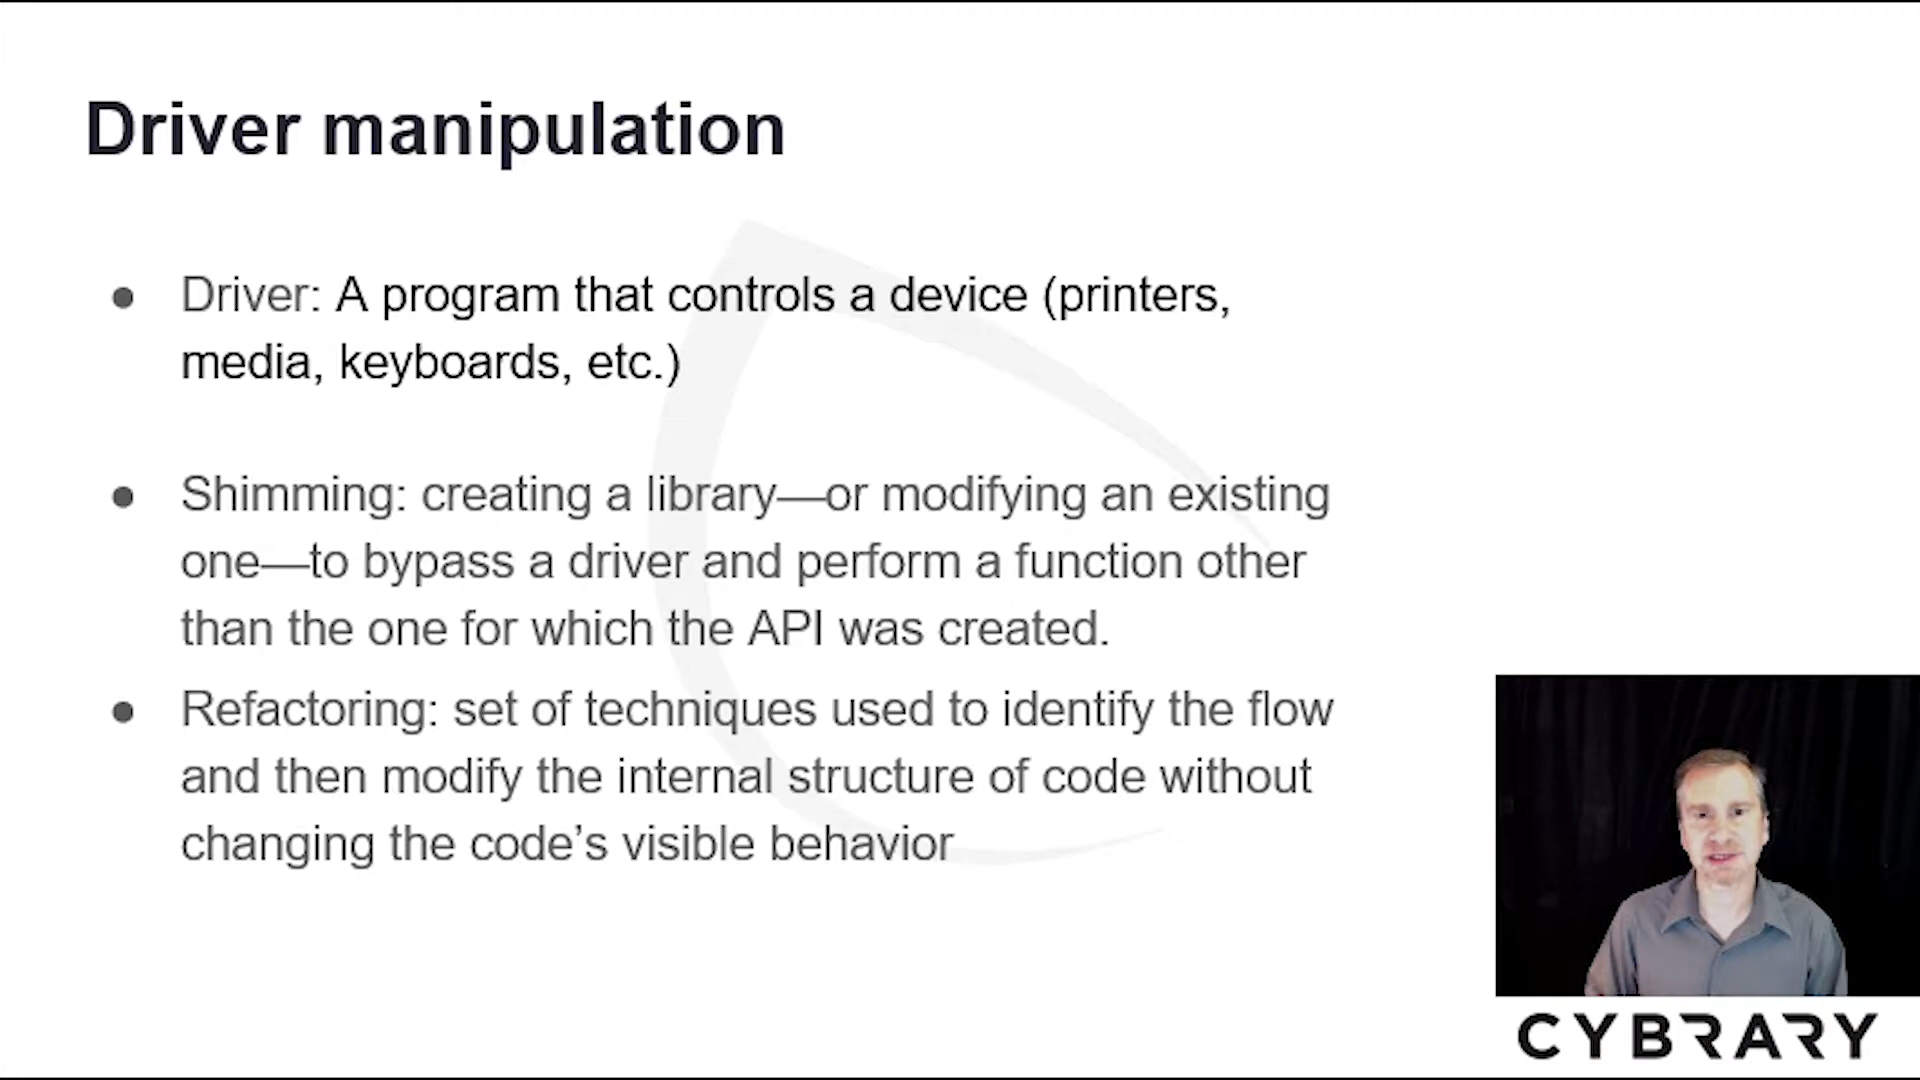 Driver manipulation
● Driver: A program that controls a device (printers,
media, keyboards, etc.)
● Shimming: creating a library—or modifying an existing
one—to bypass a driver and perform a function other
than the one for which the API was created.
● Refactoring: set of techniques used to identify the flow
and then modify the internal structure of code without
changing the code’s visible behavior
CYBRARY